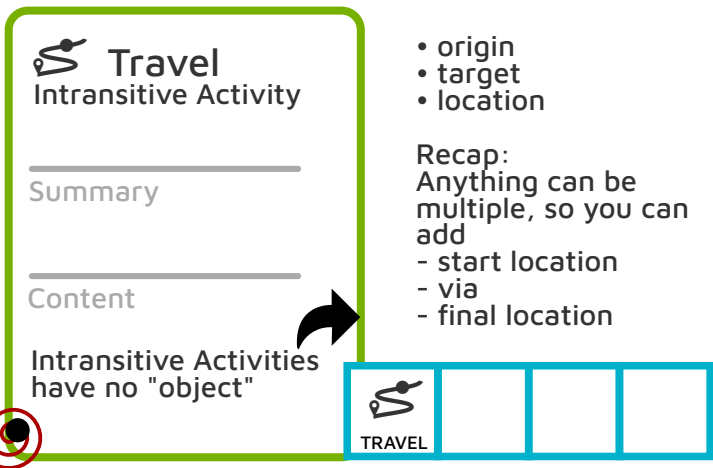 Travel
Intransitive Activity
Summary
Content
Intransitive Activities
have no "object"
• origin
• target
• location
Recap:
Anything can be
multiple, so you can
add
- start location
- via
- final location
TRAVEL